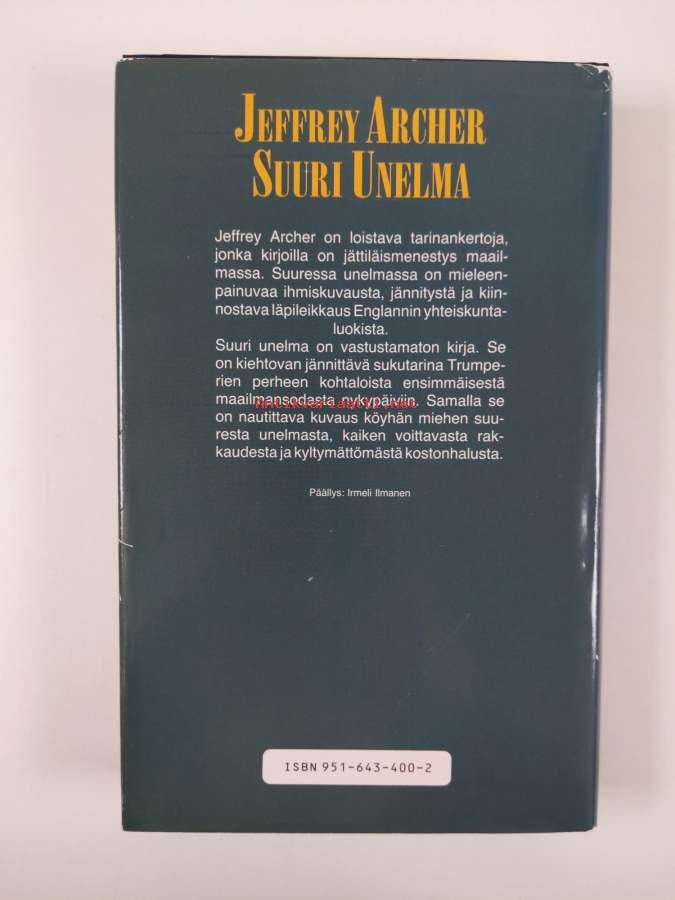 JEFFREY ARCHER
SUURI UNELMA
Jeffrey Archer on loistava tarinankertoja,
jonka kirjoilla on jättiläismenestys maail-
massa. Suuressa unelmassa on mieleen-
painuvaa ihmiskuvausta, jännitystä ja kiin-
nostava läpileikkaus Englannin yhteiskunta-
luokista.
Suuri unelma on vastustamaton kirja. Se
on kiehtovan jännittävä sukutarina Trumpe-
rien perheen kohtaloista ensimmäisestä
maailmansodasta nykypäiviin. Samalla se
antikvariaatti.net
on nautittava kuvaus köyhän miehen suu-
resta unelmasta, kaiken voittavasta rak-
kaudesta ja kyltymättömästä kostonhalusta.
Päällys: Irmeli Ilmanen
ISBN 951-643-400-2